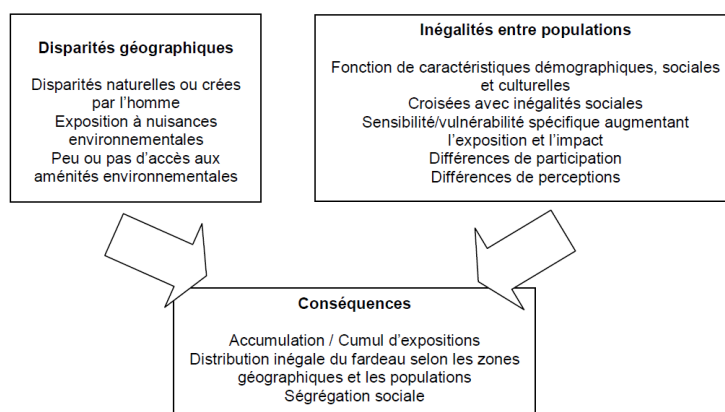 Disparités géographiques
Disparités naturelles ou crées
par l'homme
Exposition à nuisances
environnementales
Peu ou pas d'accès aux
aménités environnementales
Inégalités entre populations
Fonction de caractéristiques démographiques, sociales
et culturelles
Croisées avec inégalités sociales
Sensibilité/vulnérabilité spécifique augmentant
l'exposition et l'impact
Différences de participation
Différences de perceptions
Conséquences
Accumulation / Cumul d'expositions
Distribution inégale du fardeau selon les zones
géographiques et les populations
Ségrégation sociale